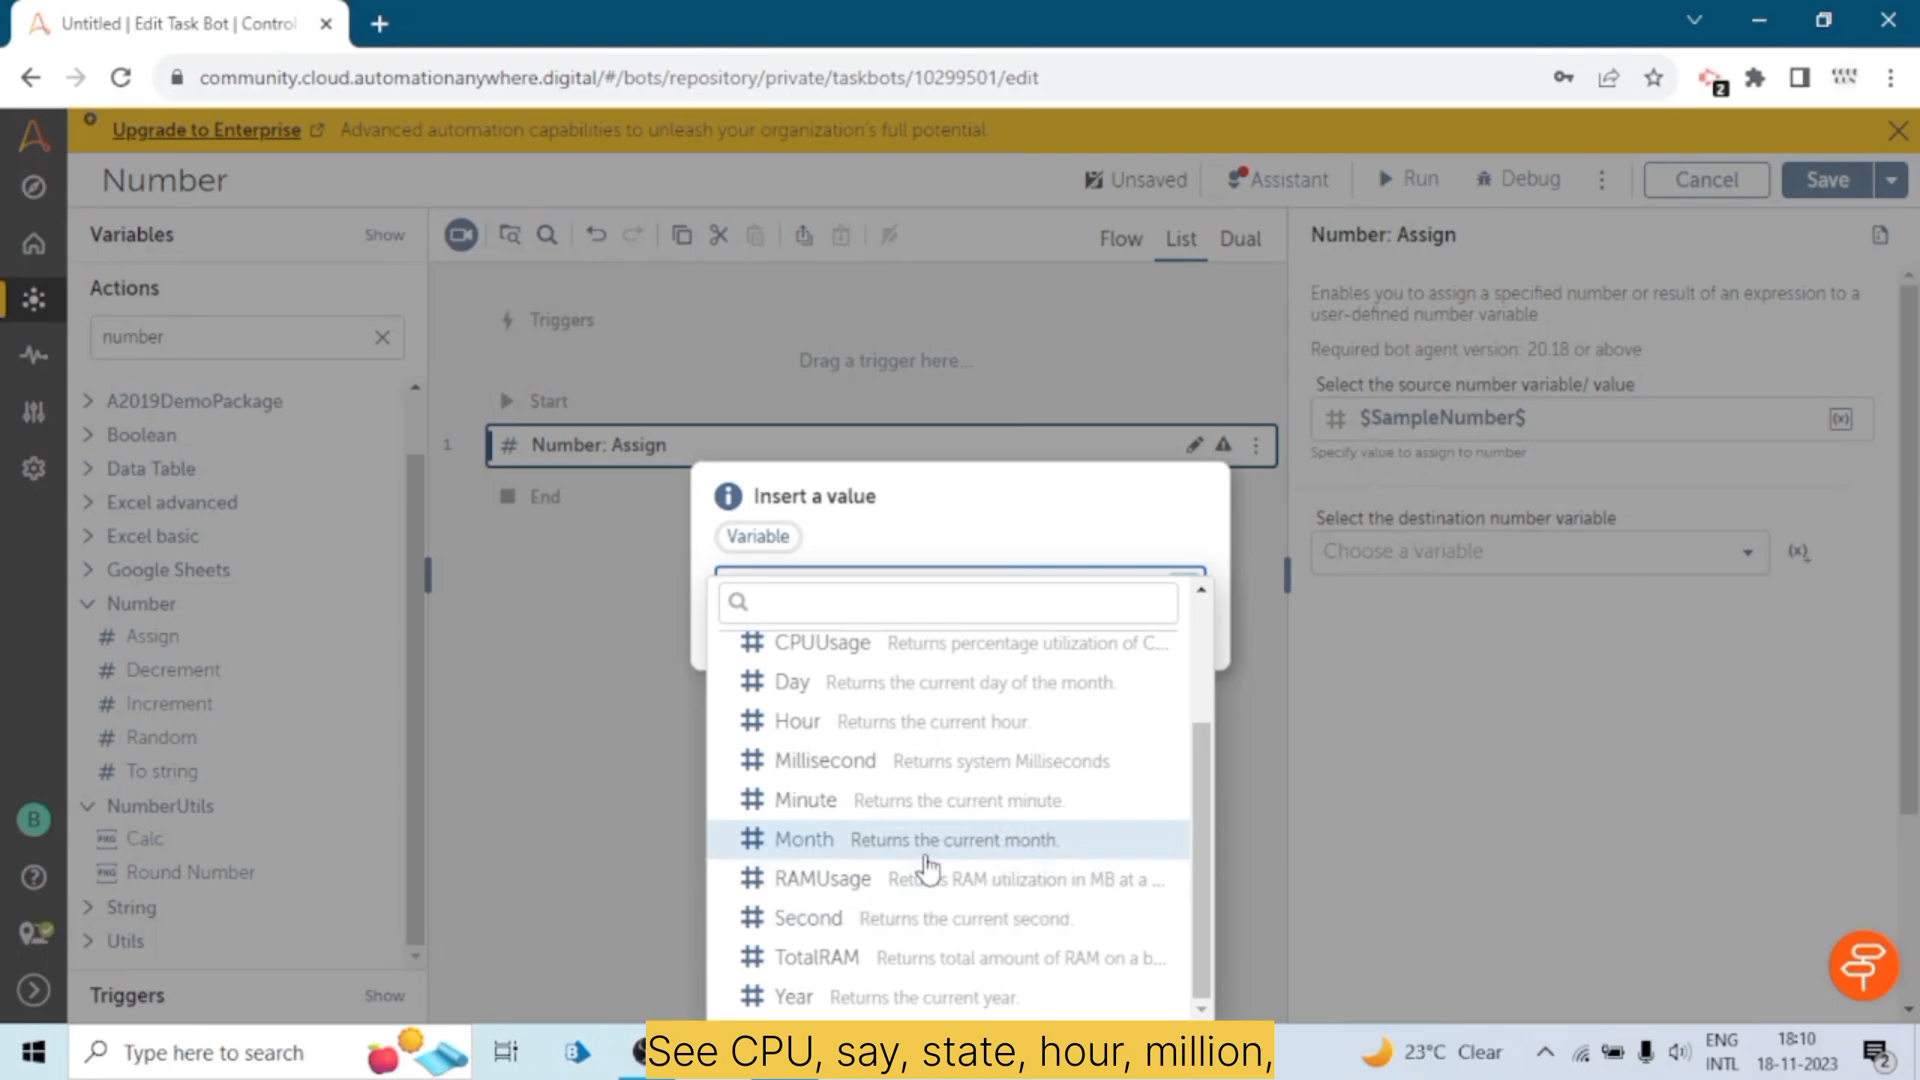 Untitled | Edit Task Bot | Control
community.cloud.automationanywhere.digital/#/bots/repository/private/taskbots/10299501/edit
2
Upgrade to Enterprise Advanced automation capabilities to unleash your organization's full potential.
Number
Unsaved
Assistant
Run
Debug
Cancel
Save
Variables
Show
Flow
List
Dual
Number: Assign
Actions
number
A2019DemoPackage
Boolean
Data Table
Excel advanced
Excel basic
Google Sheets
Number
# Assign
# Decrement
# Increment
# Random
# To string
NumberUtils
Calc
Round Number
String
Utils
Triggers
Show
B
Triggers
Drag a trigger here...
Start
1 # Number: Assign
End
Insert a value
Variable
# CPUUsage Returns percentage utilization of C...
# Day Returns the current day of the month.
# Hour Returns the current hour.
# Millisecond Returns system Milliseconds
# Minute Returns the current minute.
# Month Returns the current month.
# RAMUsage Returns RAM utilization in MB at a ...
# Second Returns the current second.
# TotalRAM Returns total amount of RAM on a b...
# Year Returns the current year.
Enables you to assign a specified number or result of an expression to a
user-defined number variable
Required bot agent version: 20.18 or above
Select the source number variable/ value
# $SampleNumber$ (x)
Specify value to assign to number
Select the destination number variable
Choose a variable (x)
Type here to search
See CPU, say, state, hour, million,
23°C Clear
ENG
INTL
18:10
18-11-2023
2